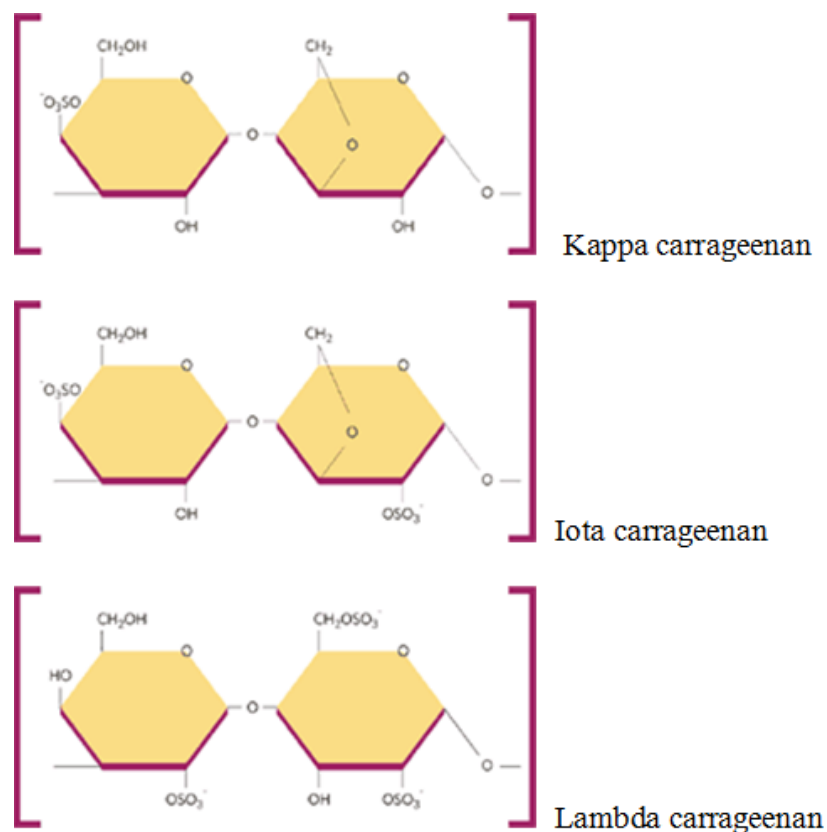 CH₂OH CH₂
O O
⁻O₃SO
O O
O
OH OH
Kappa carrageenan
CH₂OH CH₂
O O
⁻O₃SO
O O
O
OH OSO₃⁻
Iota carrageenan
CH₂OH CH₂OSO₃⁻
O O
HO
O
O
OSO₃⁻ OH OSO₃⁻
Lambda carrageenan